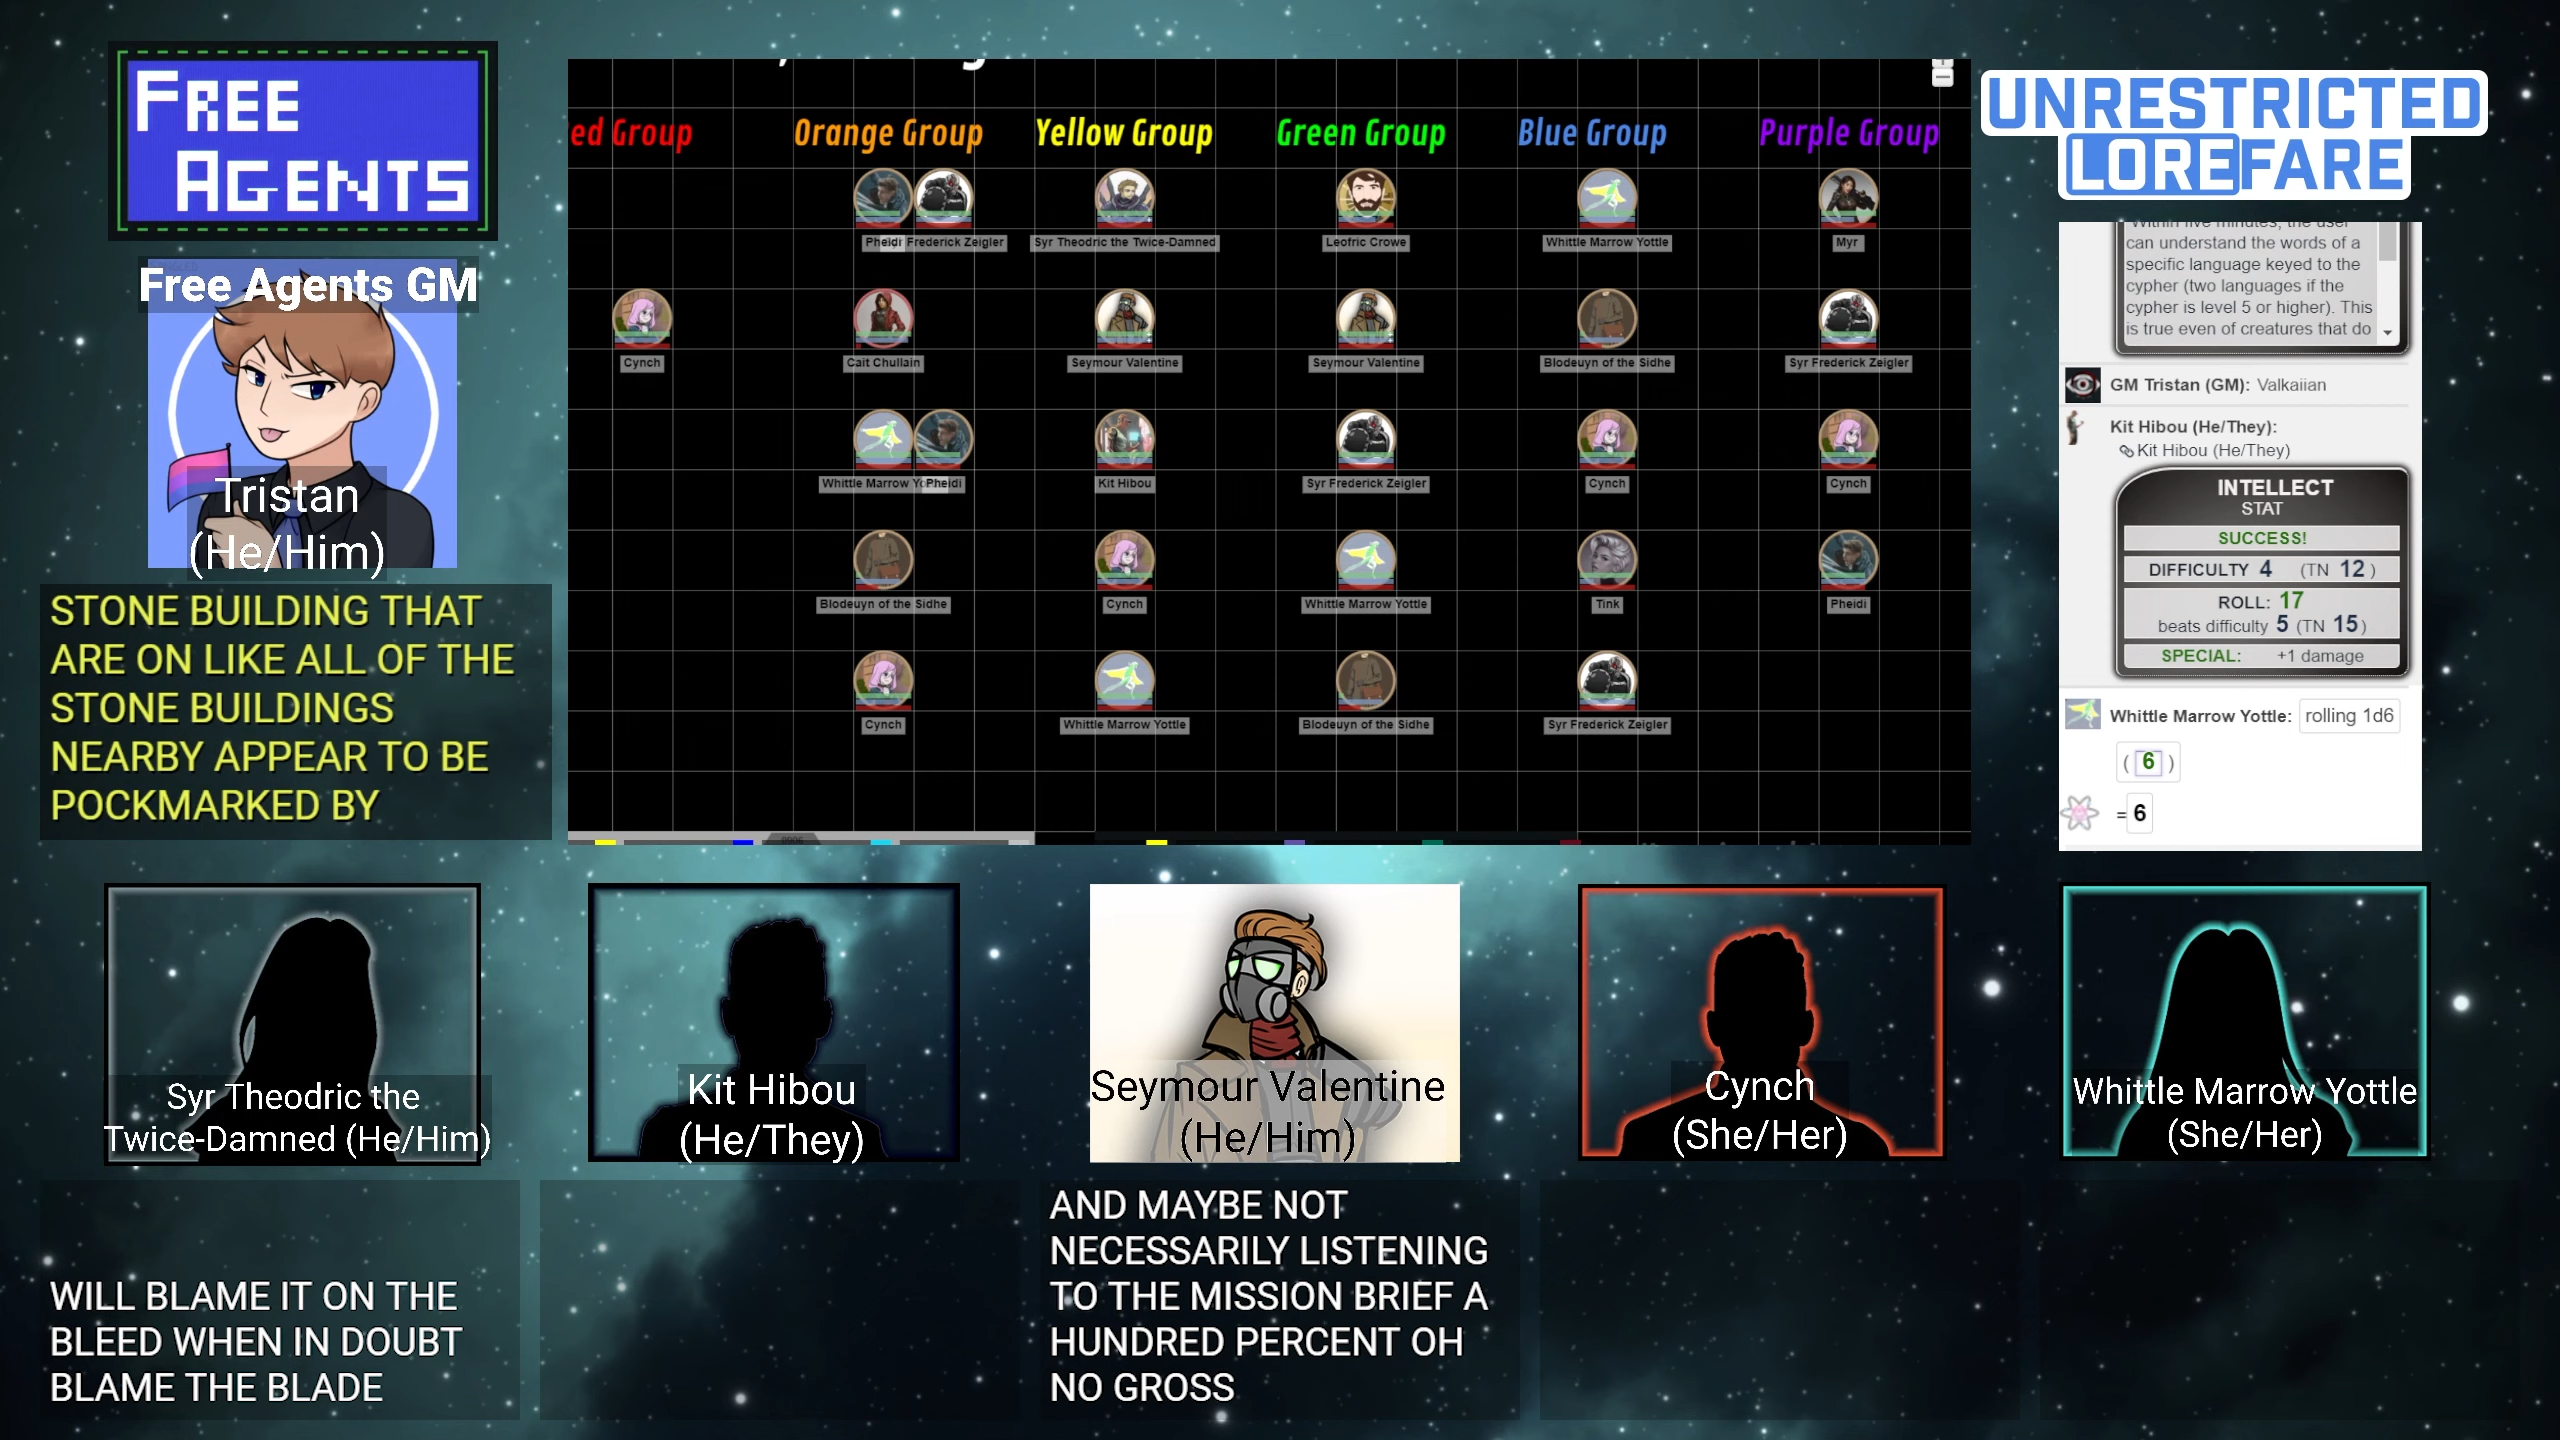 FREE
AGENTS
Free Agents GM
Tristan
(He/Him)
STONE BUILDING THAT
ARE ON LIKE ALL OF THE
STONE BUILDINGS
NEARBY APPEAR TO BE
POCKMARKED BY
ed Group
Orange Group
Yellow Group
Green Group
Blue Group
Purple Group
Pheidi Frederick Zeigler
Syr Theodric the Twice-Damned
Leofric Crowe
Whittle Marrow Yottle
Myr
Cynch
Cait Chullain
Seymour Valentine
Seymour Valentine
Blodeuyn of the Sidhe
Syr Frederick Zeigler
Whittle Marrow Yo Pheidi
Kit Hibou
Syr Frederick Zeigler
Cynch
Cynch
Blodeuyn of the Sidhe
Cynch
Whittle Marrow Yottle
Tink
Pheidi
Cynch
Whittle Marrow Yottle
Blodeuyn of the Sidhe
Syr Frederick Zeigler
UNRESTRICTED
LOREFARE
Within five minutes, the user
can understand the words of a
specific language keyed to the
cypher (two languages if the
cypher is level 5 or higher). This
is true even of creatures that do
GM Tristan (GM): Valkaiian
Kit Hibou (He/They):
Kit Hibou (He/They)
INTELLECT
STAT
SUCCESS!
DIFFICULTY 4 (TN 12 )
ROLL: 17
beats difficulty 5 (TN 15)
SPECIAL: +1 damage
Whittle Marrow Yottle: rolling 1d6
( 6 )
= 6
Syr Theodric the
Twice-Damned (He/Him)
Kit Hibou
(He/They)
Seymour Valentine
(He/Him)
Cynch
(She/Her)
Whittle Marrow Yottle
(She/Her)
WILL BLAME IT ON THE
BLEED WHEN IN DOUBT
BLAME THE BLADE
AND MAYBE NOT
NECESSARILY LISTENING
TO THE MISSION BRIEF A
HUNDRED PERCENT OH
NO GROSS